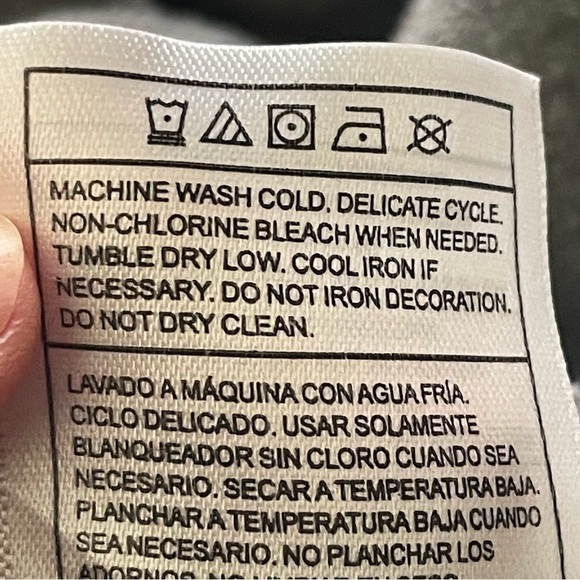 MACHINE WASH COLD. DELICATE CYCLE.
NON-CHLORINE BLEACH WHEN NEEDED.
TUMBLE DRY LOW. COOL IRON IF
NECESSARY. DO NOT IRON DECORATION.
DO NOT DRY CLEAN.
LAVADO A MÁQUINA CON AGUA FRÍA.
CICLO DELICADO. USAR SOLAMENTE
BLANQUEADOR SIN CLORO CUANDO SEA
NECESARIO. SECAR A TEMPERATURA BAJA.
PLANCHAR A TEMPERATURA BAJA CUANDO
SEA NECESARIO. NO PLANCHAR LOS
ADORNOS. NO